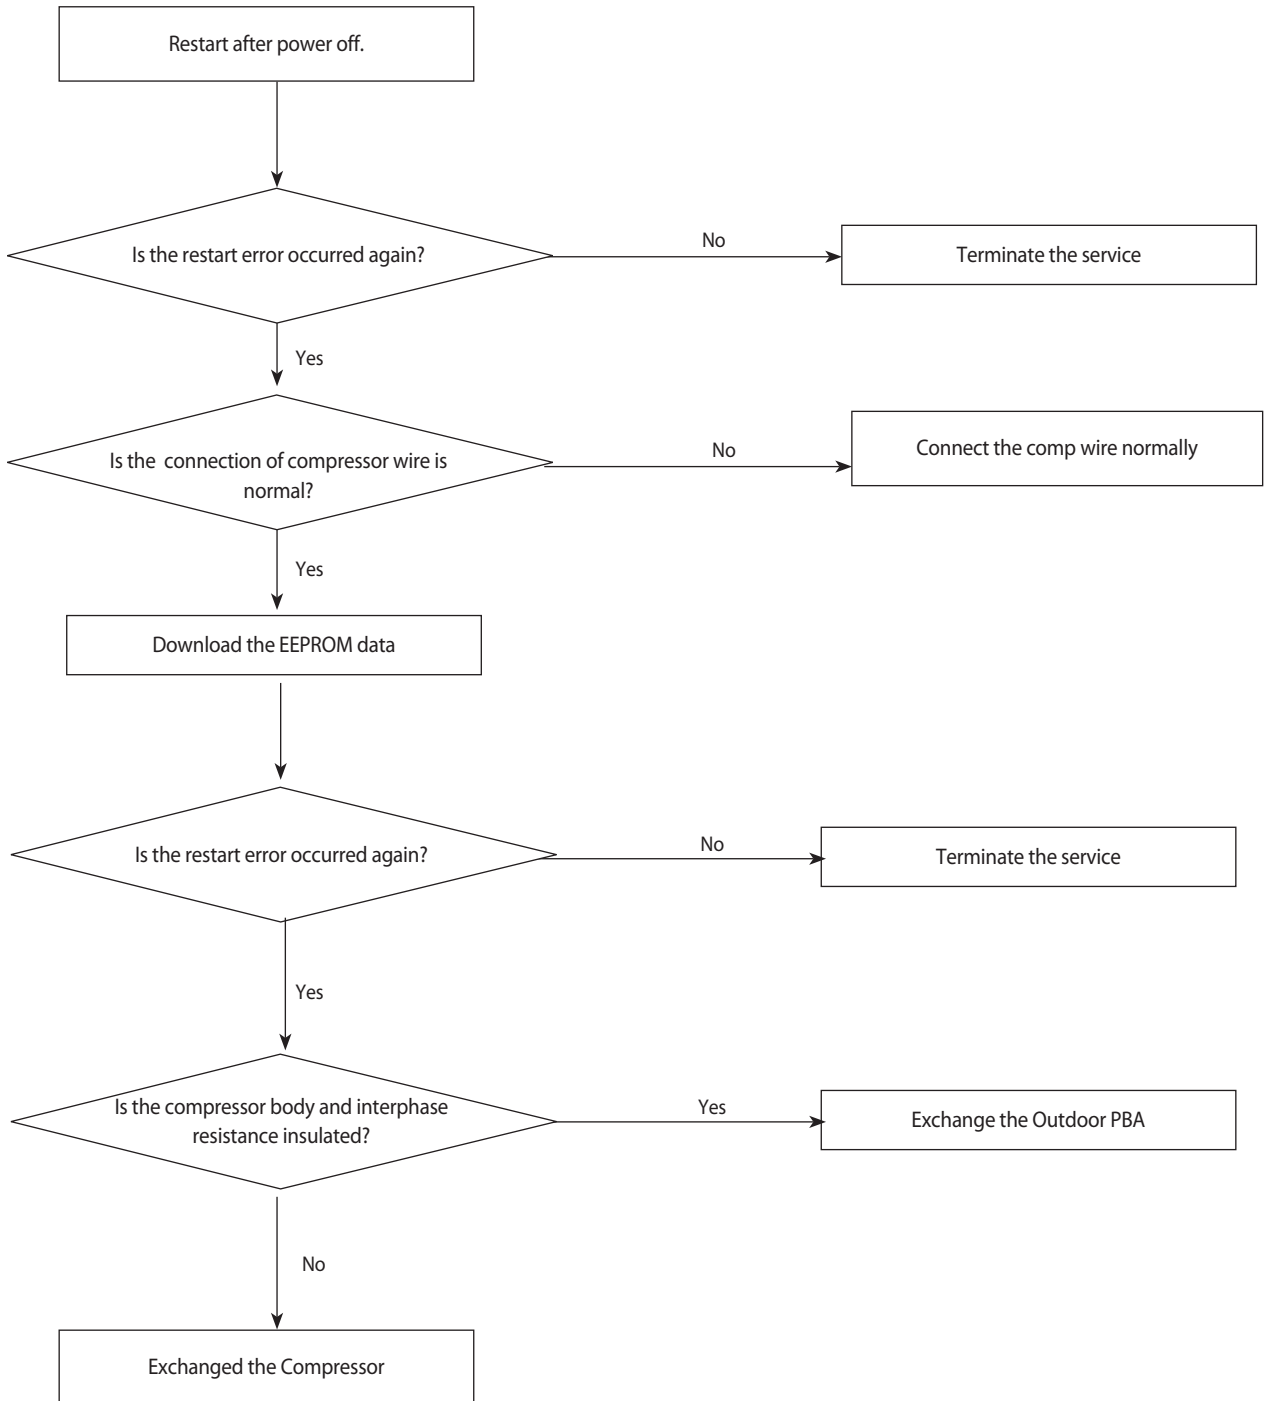 Restart after power off.
Is the restart error occurred again?
No
Terminate the service
Yes
Is the connection of compressor wire is
normal?
No
Connect the comp wire normally
Yes
Download the EEPROM data
Is the restart error occurred again?
No
Terminate the service
Yes
Is the compressor body and interphase
resistance insulated?
Yes
Exchange the Outdoor PBA
No
Exchanged the Compressor